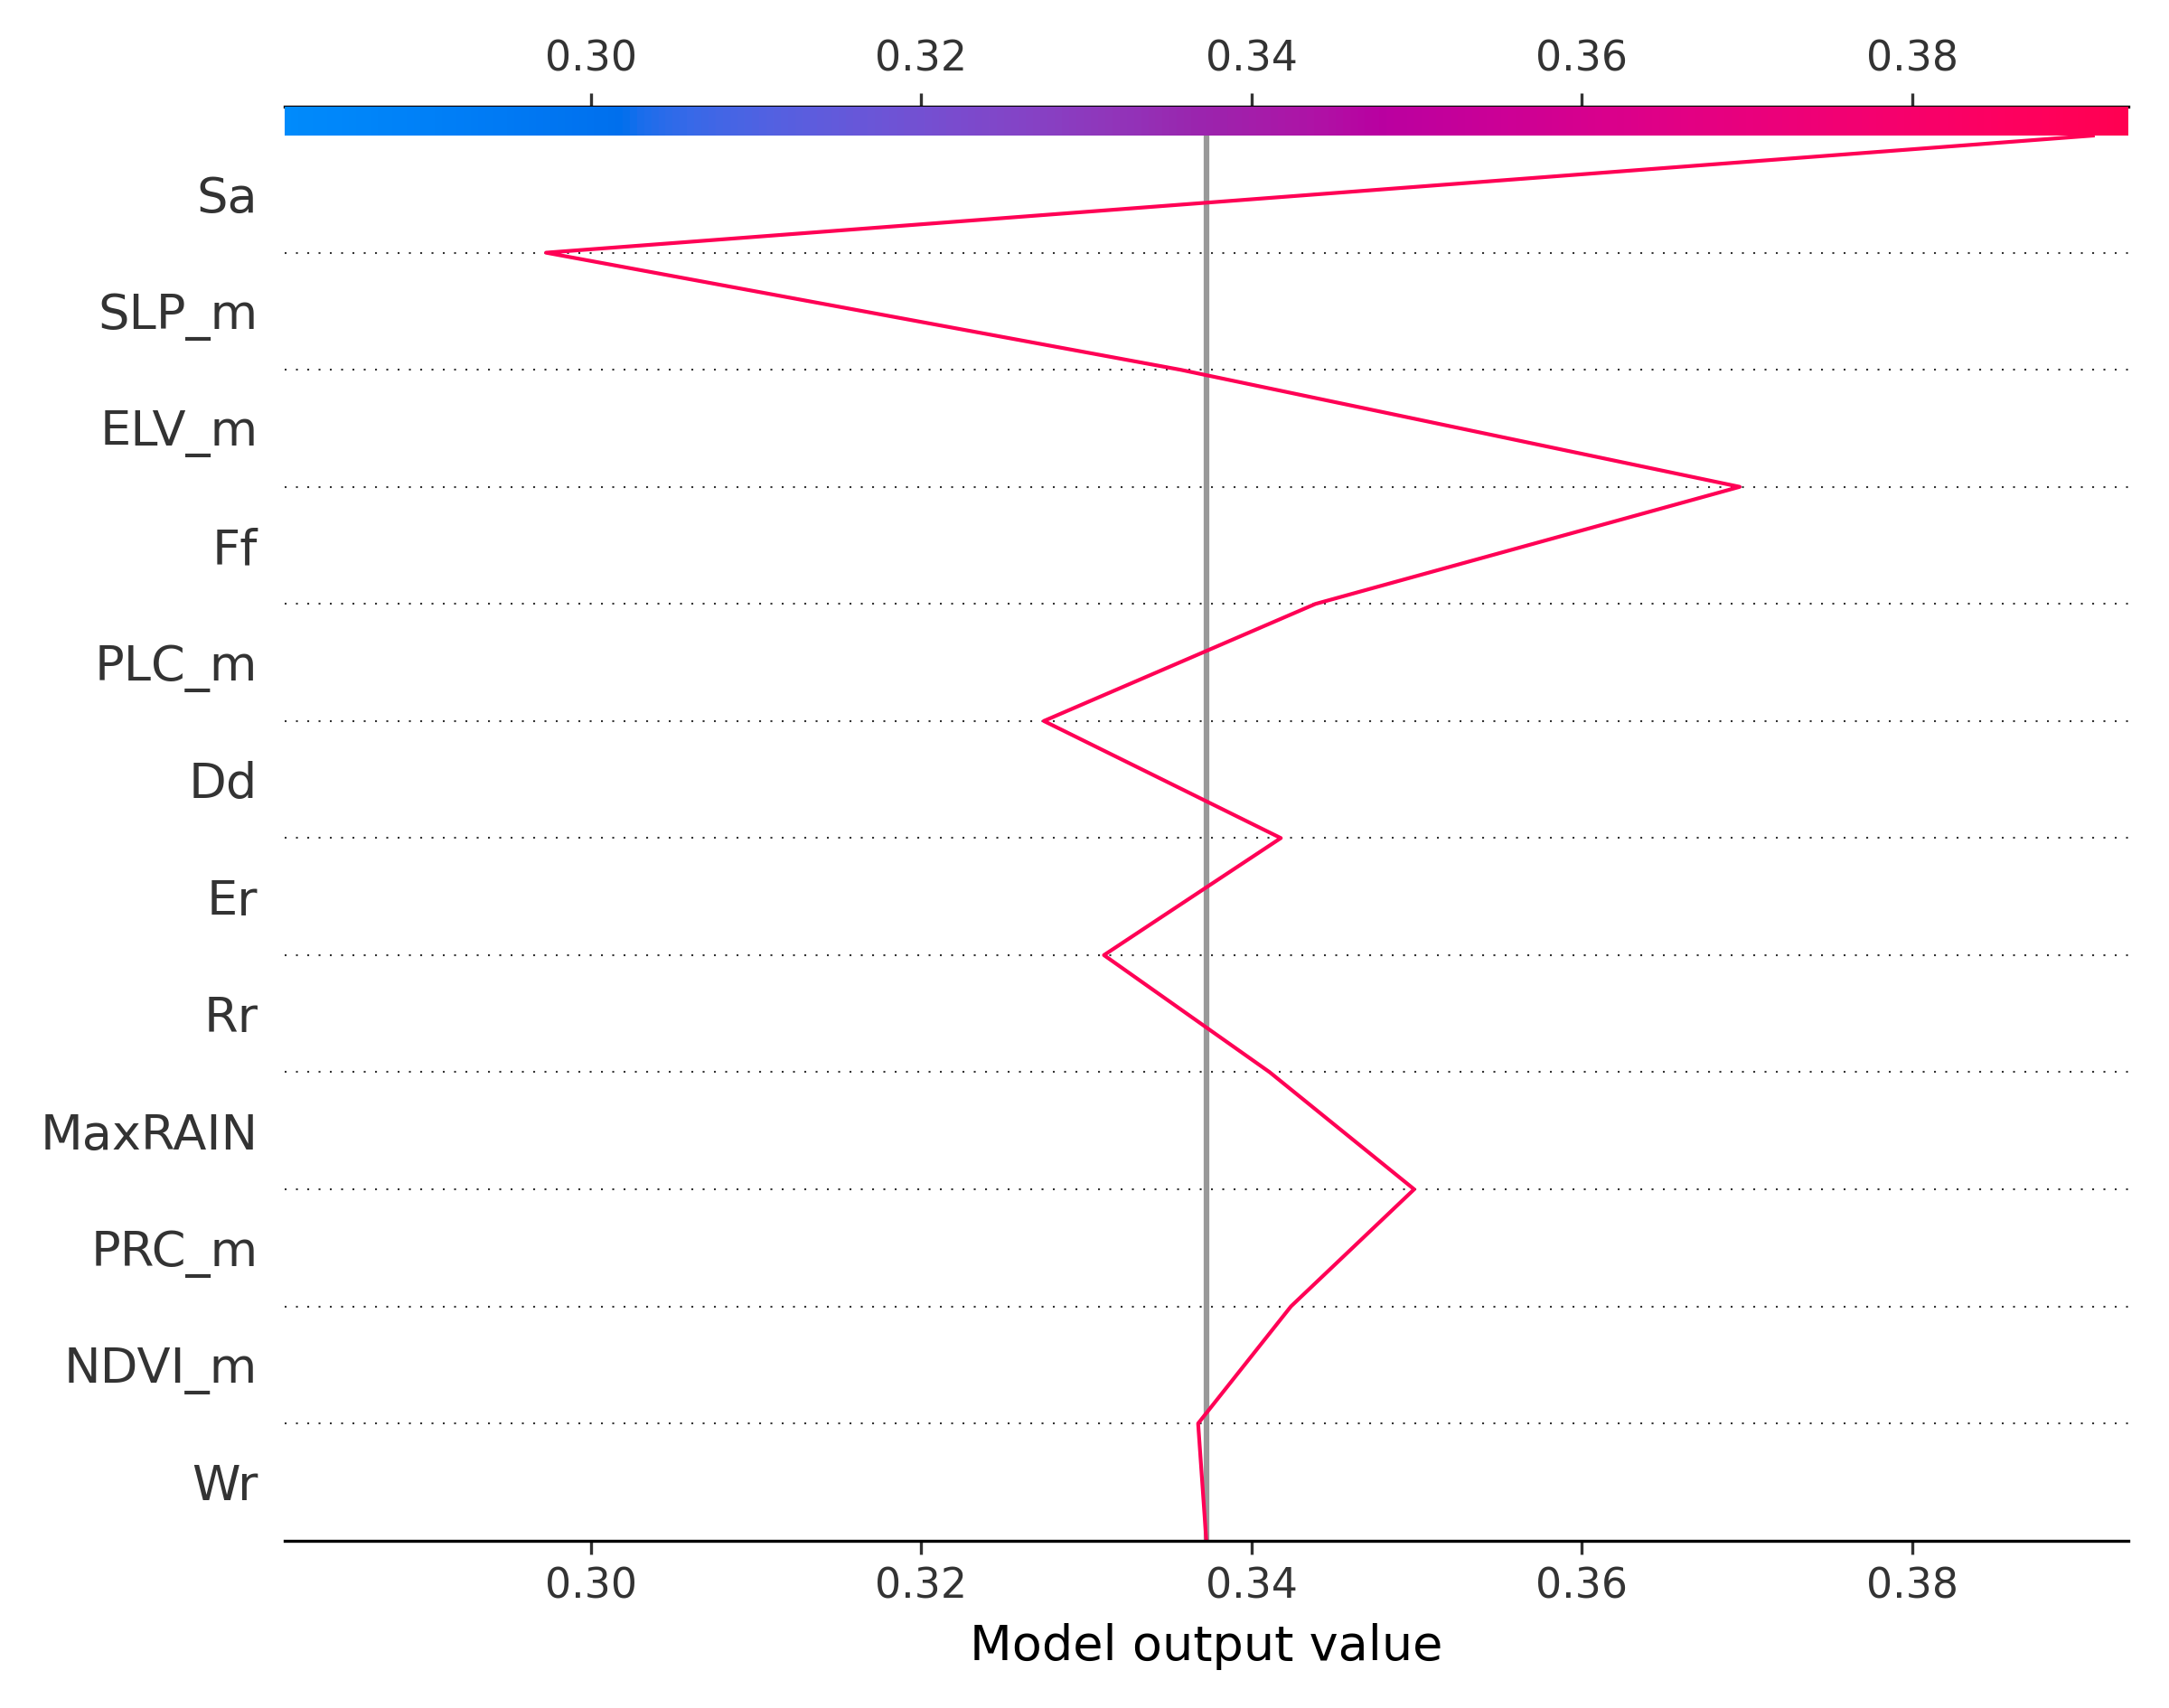 0.30 0.32 0.34 0.36 0.38
Sa
SLP_m
ELV_m
Ff
PLC_m
Dd
Er
Rr
MaxRAIN
PRC_m
NDVI_m
Wr
0.30 0.32 0.34 0.36 0.38
Model output value